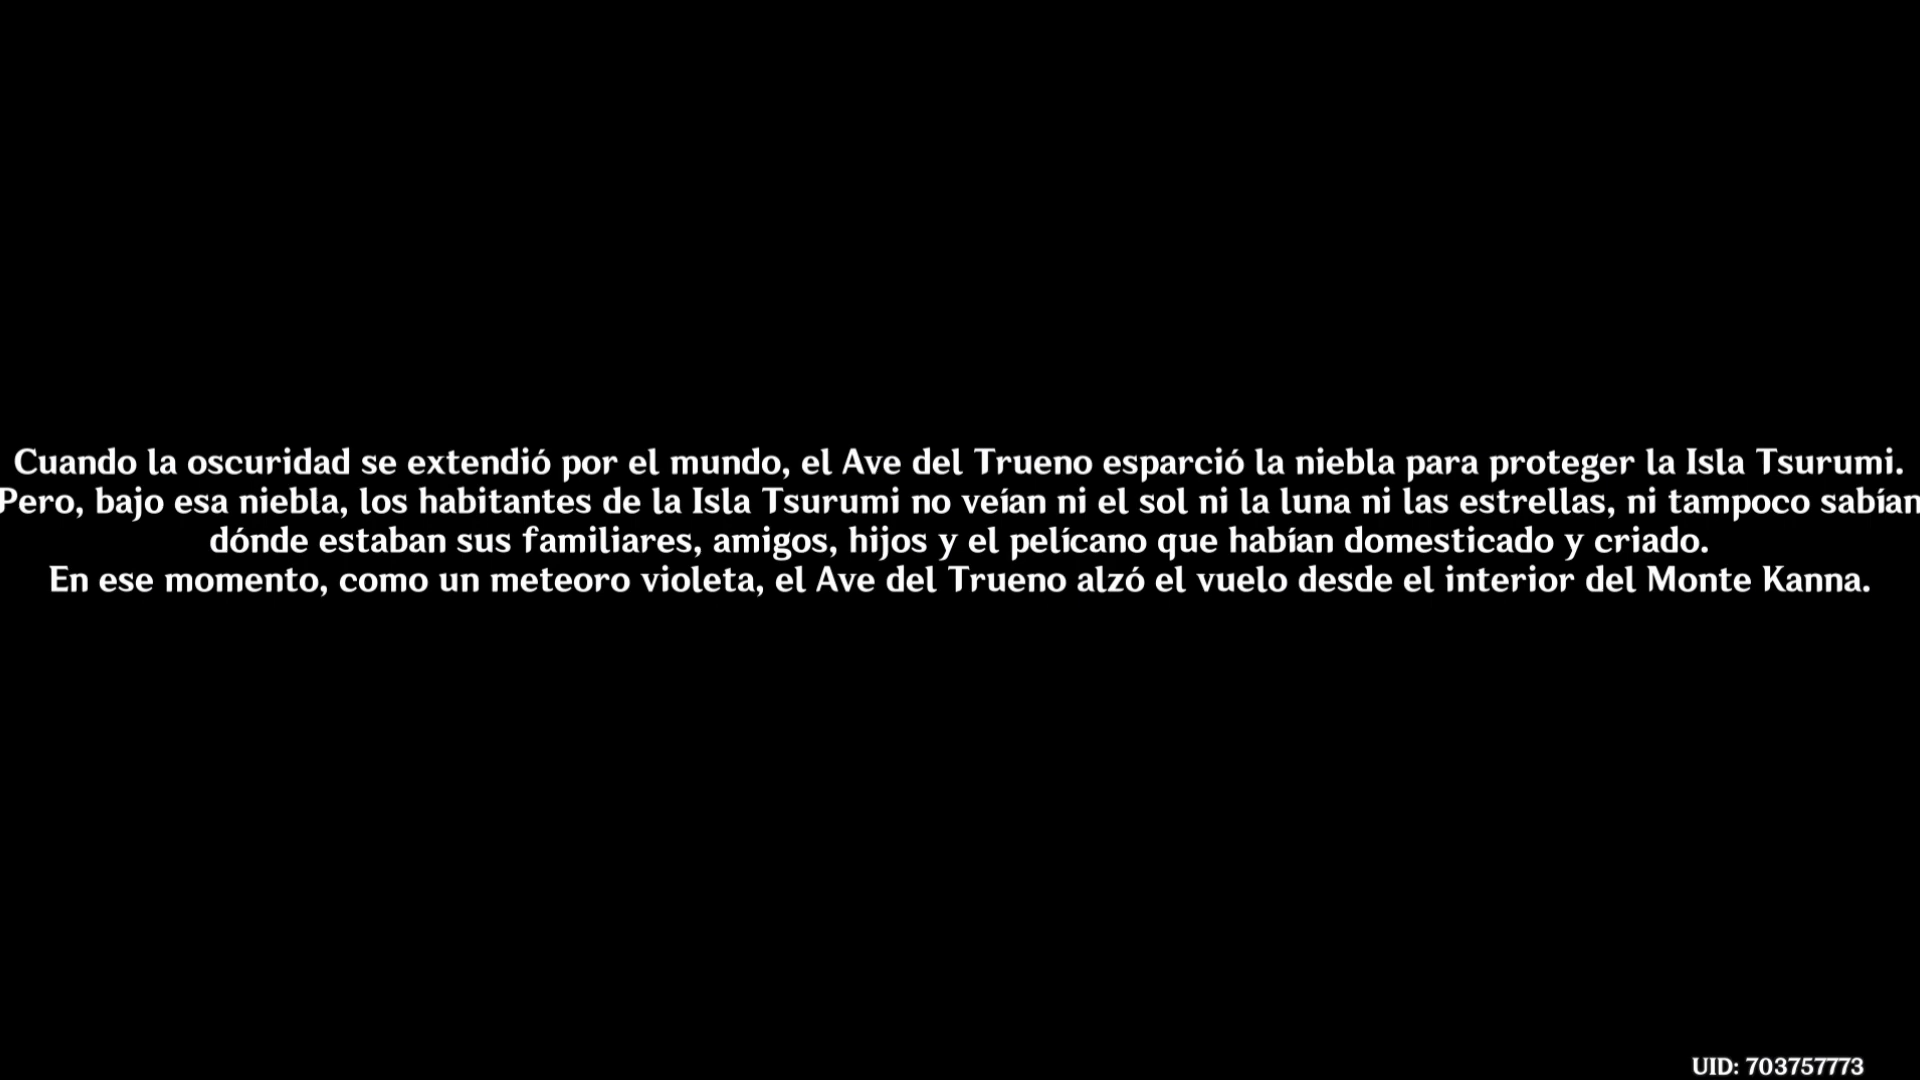 Cuando la oscuridad se extendió por el mundo, el Ave del Trueno esparció la niebla para proteger la Isla Tsurumi.
Pero, bajo esa niebla, los habitantes de la Isla Tsurumi no veían ni el sol ni la luna ni las estrellas, ni tampoco sabían
dónde estaban sus familiares, amigos, hijos y el pelícano que habían domesticado y criado.
En ese momento, como un meteoro violeta, el Ave del Trueno alzó el vuelo desde el interior del Monte Kanna.
UID: 703757773